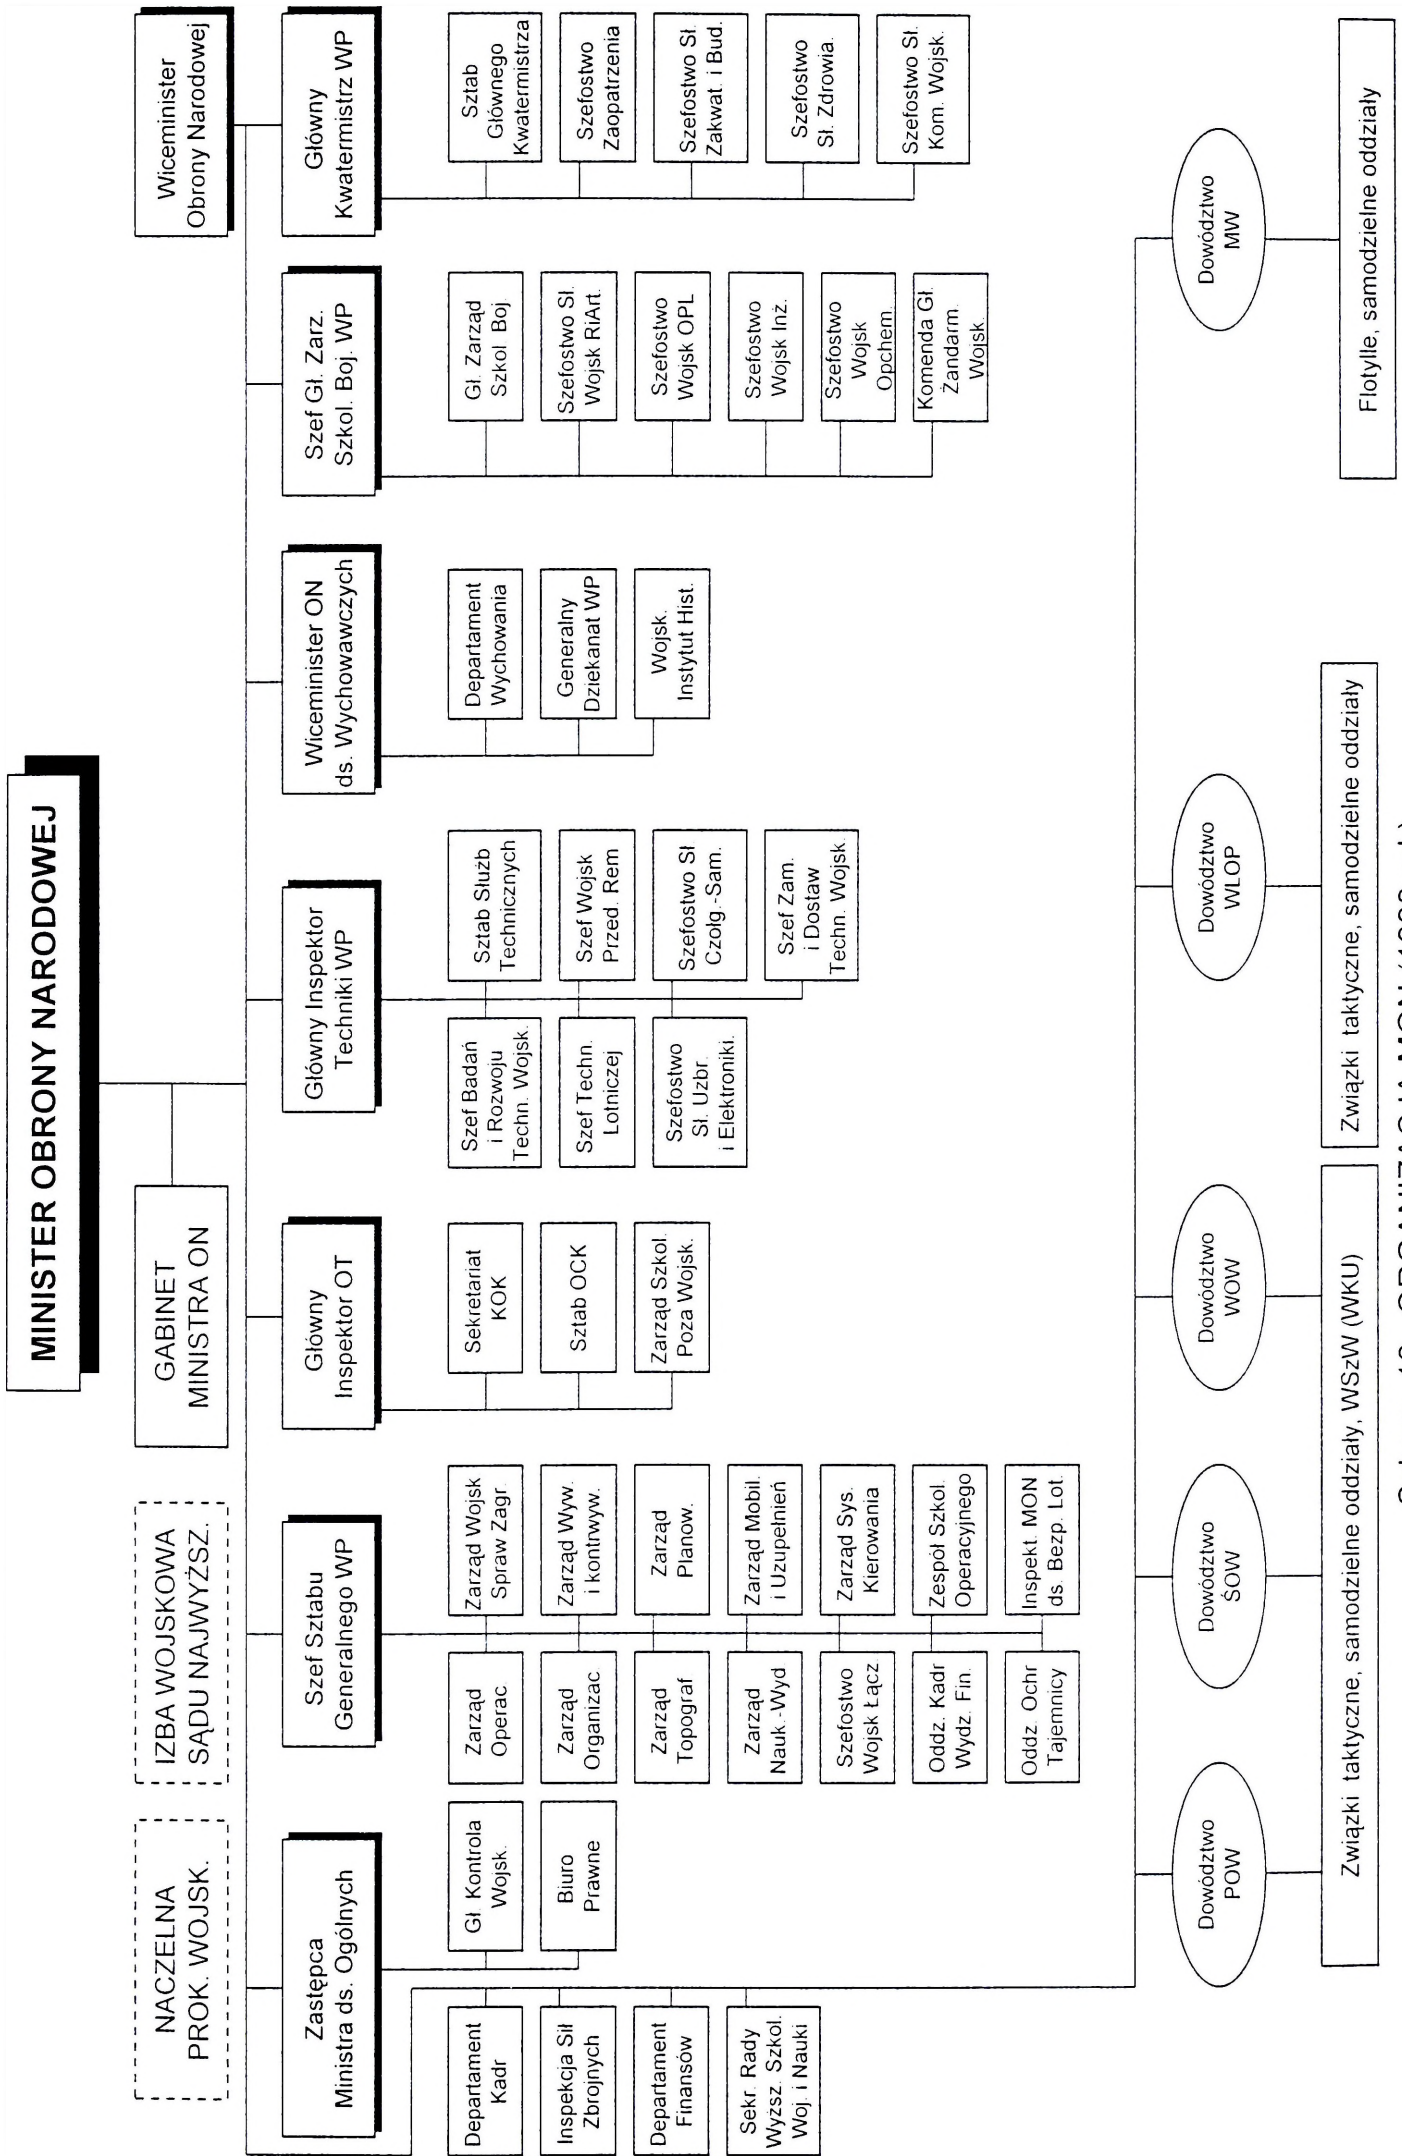 MINISTER OBRONY NARODOWEJ
NACZELNA
PROK. WOJSK.
IZBA WOJSKOWA
SĄDU NAJWYŻSZ.
GABINET
MINISTRA ON
Wiceminister
Obrony Narodowej
Zastępca
Ministra ds. Ogólnych
Szef Sztabu
Generalnego WP
Główny
Inspektor OT
Główny Inspektor
Techniki WP
Wiceminister ON
ds. Wychowawczych
Szef Gł. Zarz.
Szkol. Boj. WP
Główny
Kwatermistrz WP
Departament
Kadr
Inspekcja Sił
Zbrojnych
Departament
Finansów
Sekr. Rady
Wyższ. Szkol.
Woj. i Nauki
Gł. Kontrola
Wojsk.
Biuro
Prawne
Zarząd
Operac
Zarząd
Organizac
Zarząd
Topograf
Zarząd
Nauk.-Wyd
Szefostwo
Wojsk Łącz
Oddz. Kadr
Wydz. Fin.
Oddz. Ochr
Tajemnicy
Zarząd Wojsk
Spraw Zagr.
Zarząd Wyw.
i kontrwyw.
Zarząd
Planow.
Zarząd Mobil.
i Uzupełnień
Zarząd Sys.
Kierowania
Zespół Szkol.
Operacyjnego
Inspekt. MON
ds. Bezp. Lot.
Sekretariat
KOK
Sztab OCK
Zarząd Szkol.
Poza Wojsk.
Szef Badań
i Rozwoju
Techn. Wojsk.
Szef Techn.
Lotniczej
Szefostwo
Sł. Uzbr.
i Elektroniki.
Sztab Służb
Technicznych
Szef Wojsk
Przed. Rem
Szefostwo Sł
Czołg.-Sam.
Szef Zam.
i Dostaw
Techn. Wojsk.
Departament
Wychowania
Generalny
Dziekanat WP
Wojsk.
Instytut Hist.
Gł. Zarząd
Szkol Boj.
Szefostwo Sł.
Wojsk RiArt.
Szefostwo
Wojsk OPL
Szefostwo
Wojsk Inż.
Szefostwo
Wojsk
Opchem.
Komenda Gł.
Żandarm.
Wojsk.
Sztab
Głównego
Kwatermistrza
Szefostwo
Zaopatrzenia
Szefostwo Sł.
Zakwat. i Bud.
Szefostwo
Sł. Zdrowia.
Szefostwo Sł.
Kom. Wojsk.
Dowództwo
POW
Dowództwo
ŚOW
Dowództwo
WOW
Dowództwo
WLOP
Dowództwo
MW
Związki taktyczne, samodzielne oddziały, WSzW (WKU)
Związki taktyczne, samodzielne oddziały
Flotylle, samodzielne oddziały
ORGANIZACJA MON